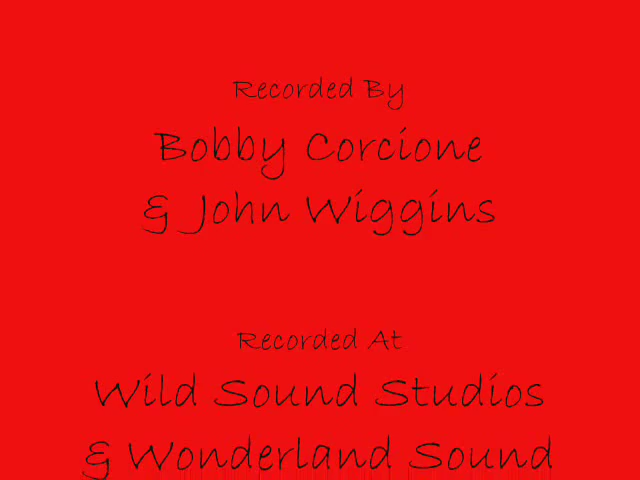 Recorded By
Bobby Corcione
& John Wiggins
Recorded At
Wild Sound Studios
& Wonderland Sound